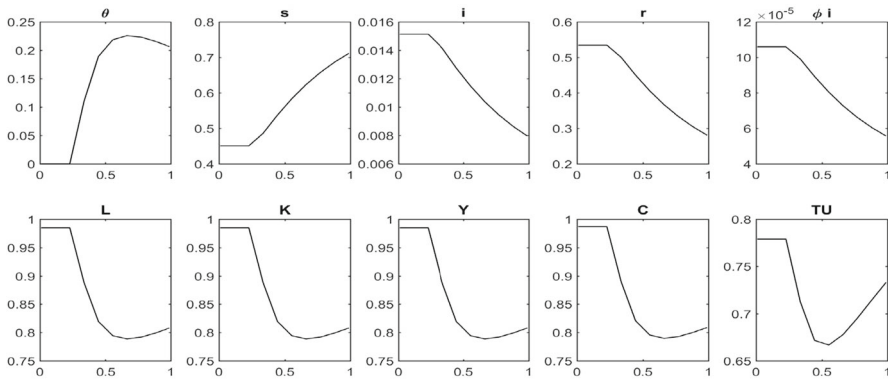 θ s i r ϕ i
×10-5
0.25 0.8 0.016 0.6 12
0.2 0.7 0.014 0.5 10
0.15 0.6 0.012 0.4 8
0.1 0.5 0.01 0.3 6
0.05 0.4 0.008 0.2 4
0 0.006
0 0.5 1 0 0.5 1 0 0.5 1 0 0.5 1 0 0.5 1
L K Y C TU
1 1 1 1 0.8
0.95 0.95 0.95 0.95 0.75
0.9 0.9 0.9 0.9 0.7
0.85 0.85 0.85 0.85 0.65
0.8 0.8 0.8 0.8
0.75 0.75 0.75 0.75
0 0.5 1 0 0.5 1 0 0.5 1 0 0.5 1 0 0.5 1